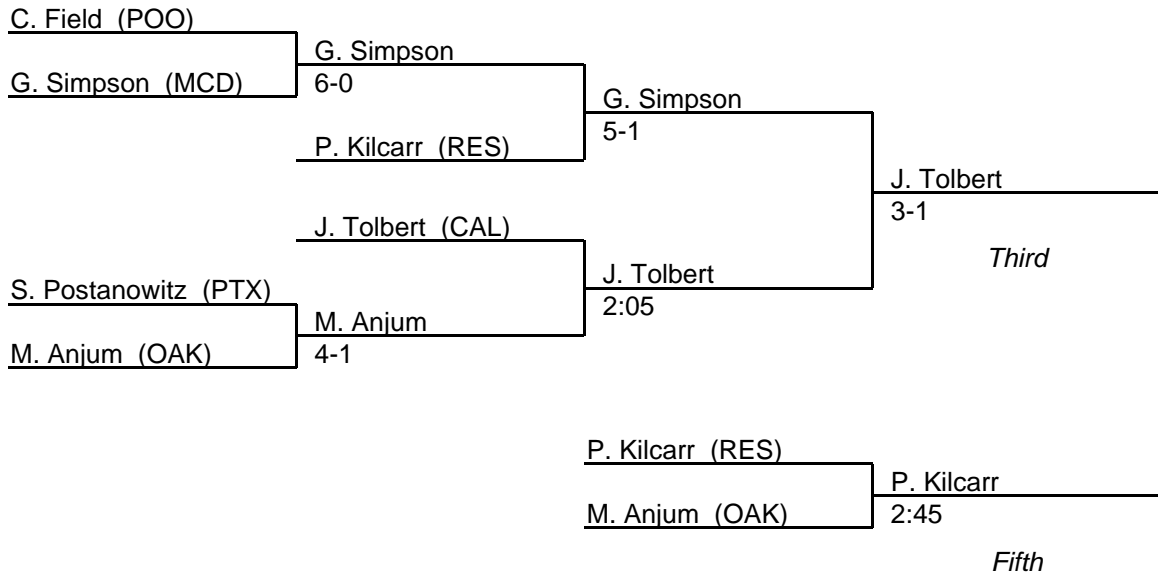 C. Field (POO)
G. Simpson
G. Simpson (MCD)
6-0
G. Simpson
5-1
P. Kilcarr (RES)
J. Tolbert
3-1
J. Tolbert (CAL)
Third
J. Tolbert
S. Postanowitz (PTX)
2:05
M. Anjum
M. Anjum (OAK)
4-1
P. Kilcarr (RES)
P. Kilcarr
M. Anjum (OAK)
2:45
Fifth